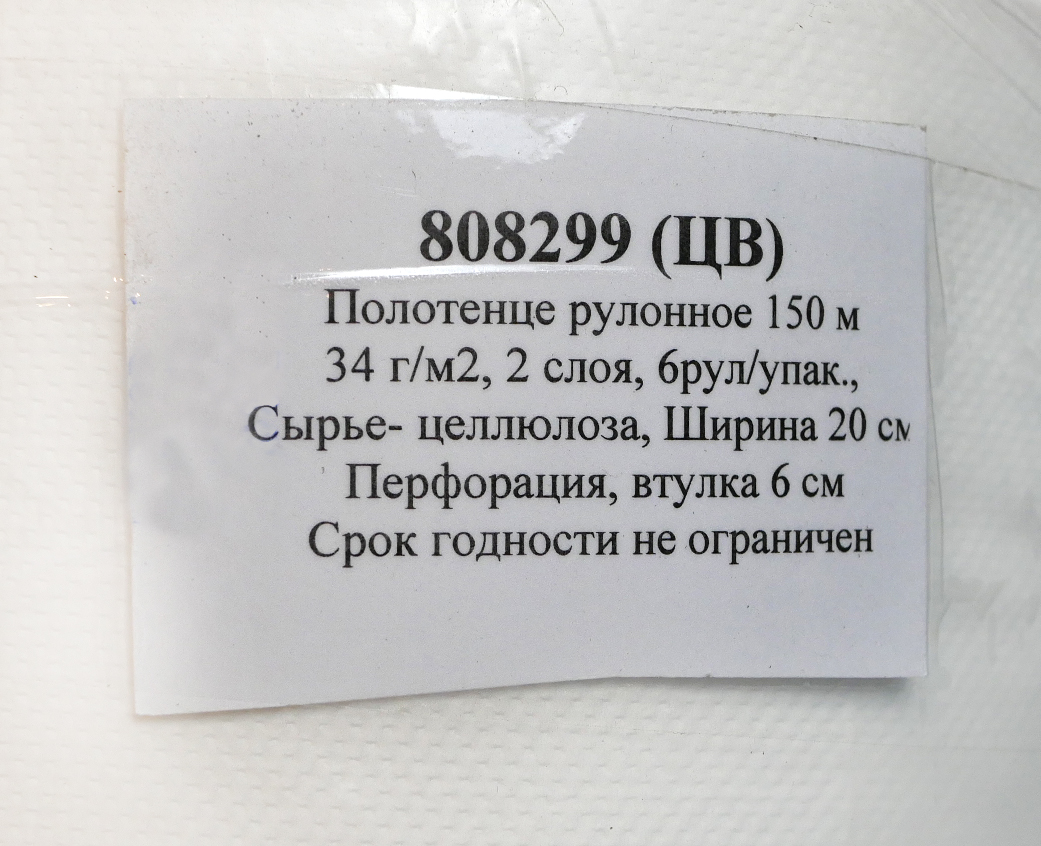 808299 (ЦВ)
Полотенце рулонное 150 м
34 г/м2, 2 слоя, 6рул/упак.,
Сырье- целлюлоза, Ширина 20 см
Перфорация, втулка 6 см
Срок годности не ограничен